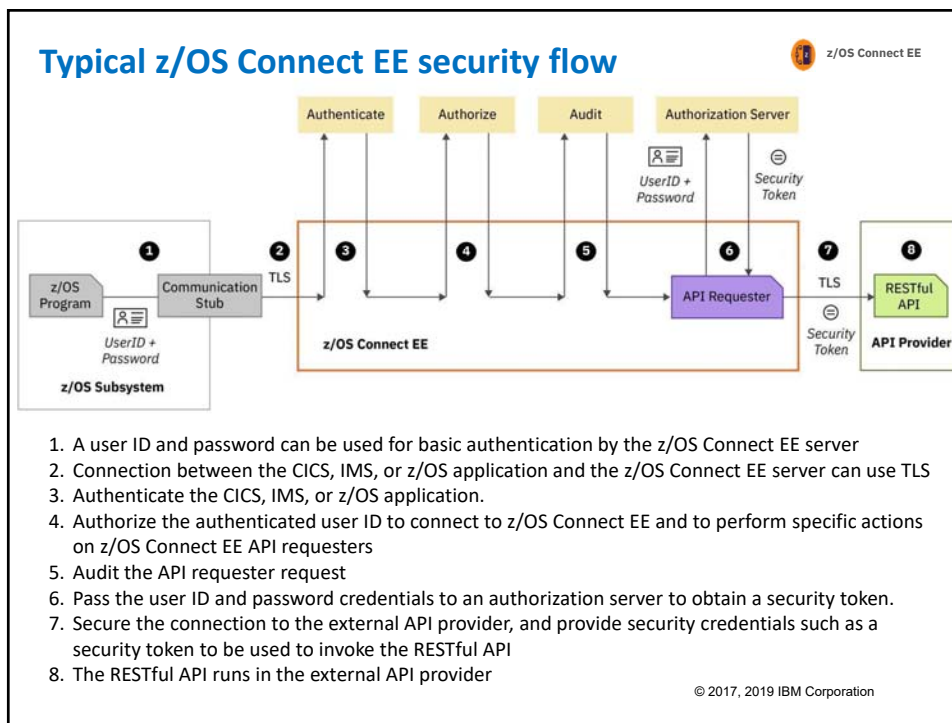 Typical z/OS Connect EE security flow
z/OS Connect EE
Authenticate
Authorize
Audit
Authorization Server
UserID +
Password
Security
Token
1
2
3
4
5
6
7
8
TLS
TLS
z/OS
Program
Communication
Stub
API Requester
RESTful
API
UserID +
Password
z/OS Connect EE
Security
Token
API Provider
z/OS Subsystem
1. A user ID and password can be used for basic authentication by the z/OS Connect EE server
2. Connection between the CICS, IMS, or z/OS application and the z/OS Connect EE server can use TLS
3. Authenticate the CICS, IMS, or z/OS application.
4. Authorize the authenticated user ID to connect to z/OS Connect EE and to perform specific actions
on z/OS Connect EE API requesters
5. Audit the API requester request
6. Pass the user ID and password credentials to an authorization server to obtain a security token.
7. Secure the connection to the external API provider, and provide security credentials such as a
security token to be used to invoke the RESTful API
8. The RESTful API runs in the external API provider
© 2017, 2019 IBM Corporation